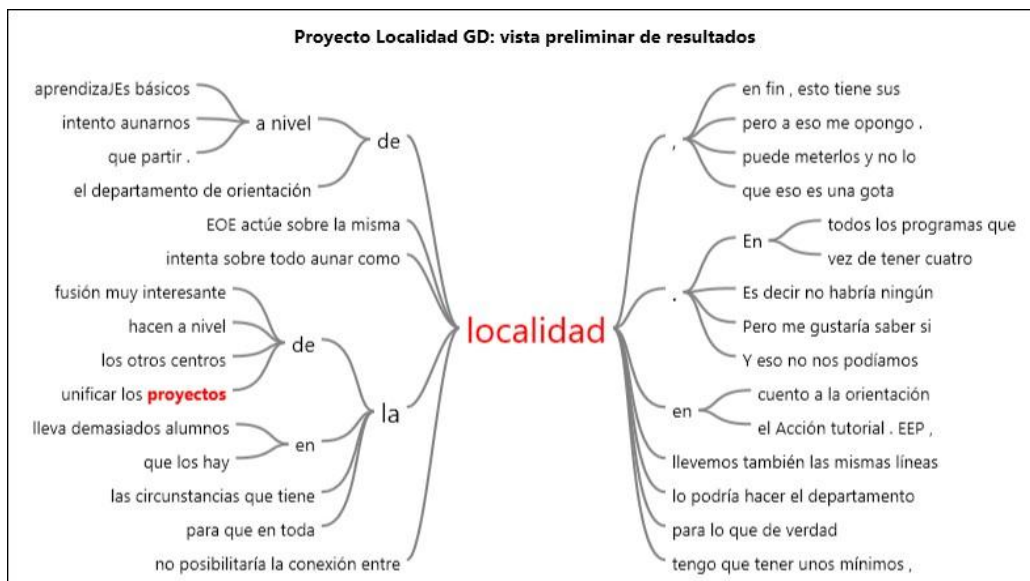 Proyecto Localidad GD: vista preliminar de resultados
aprendizaJEs básicos
intento aunarnos
que partir .
a nivel
el departamento de orientación
de
EOE actúe sobre la misma
intenta sobre todo aunar como
fusión muy interesante
hacen a nivel
los otros centros
unificar los proyectos
de
lleva demasiados alumnos
que los hay
en
las circunstancias que tiene
para que en toda
la
no posibilitaría la conexión entre
localidad
,
en fin , esto tiene sus
pero a eso me opongo .
puede meterlos y no lo
que eso es una gota
.
En
todos los programas que
vez de tener cuatro
Es decir no habría ningún
Pero me gustaría saber si
Y eso no nos podíamos
en
cuento a la orientación
el Acción tutorial . EEP ,
llevemos también las mismas líneas
lo podría hacer el departamento
para lo que de verdad
tengo que tener unos mínimos ,